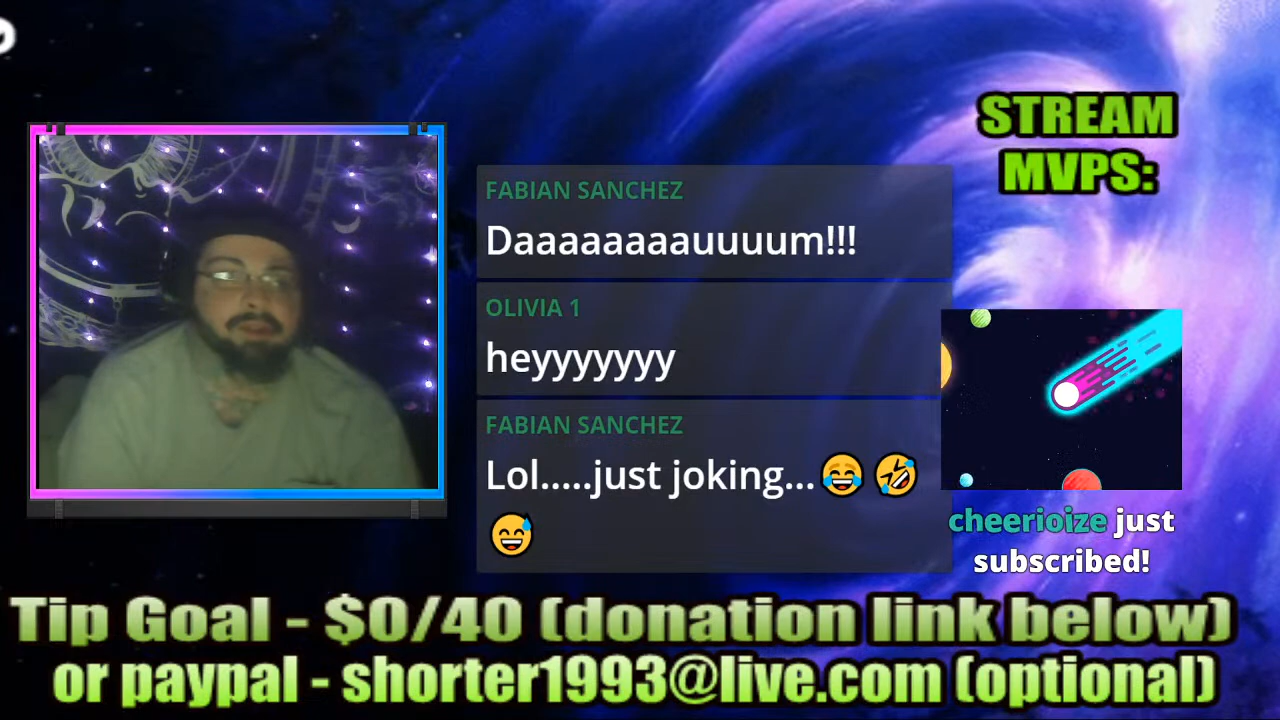 STREAM
MVPS:
FABIAN SANCHEZ
Daaaaaaaauuuum!!!
OLIVIA 1
heyyyyyyy
FABIAN SANCHEZ
Lol.....just joking...😂🤣
😅
cheerioize just
subscribed!
Tip Goal - $0/40 (donation link below)
or paypal - shorter1993@live.com (optional)